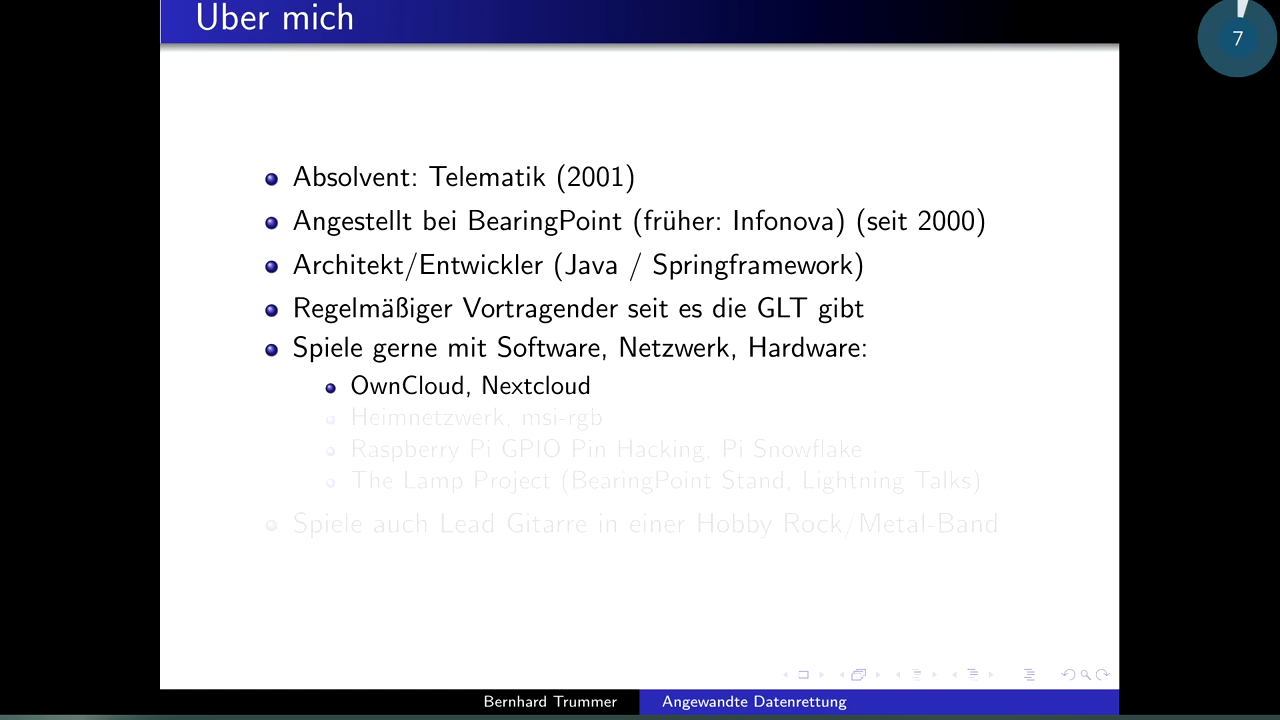 Über mich
7
Absolvent: Telematik (2001)
Angestellt bei BearingPoint (früher: Infonova) (seit 2000)
Architekt/Entwickler (Java / Springframework)
Regelmäßiger Vortragender seit es die GLT gibt
Spiele gerne mit Software, Netzwerk, Hardware:
OwnCloud, Nextcloud
Heimnetzwerk, msi-rgb
Raspberry Pi GPIO Pin Hacking, Pi Snowflake
The Lamp Project (BearingPoint Stand, Lightning Talks)
Spiele auch Lead Gitarre in einer Hobby Rock/Metal-Band
Bernhard Trummer
Angewandte Datenrettung